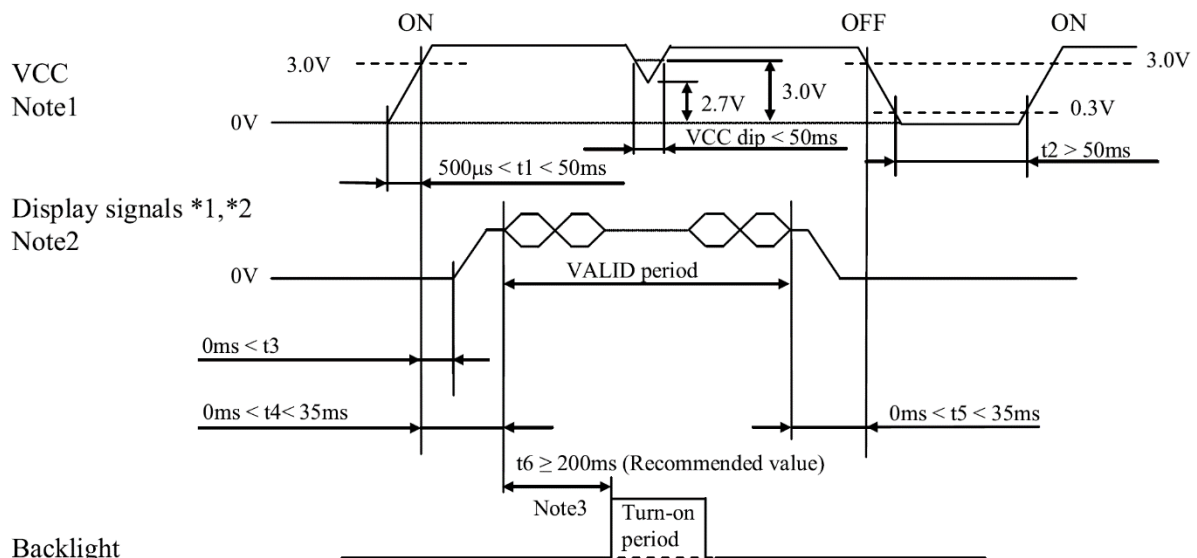 ON
OFF
ON
VCC
Note1
3.0V
3.0V
2.7V
3.0V
0.3V
0V
VCC dip < 50ms
t2 > 50ms
500µs < t1 < 50ms
Display signals *1,*2
Note2
0V
VALID period
0ms < t3
0ms < t4< 35ms
0ms < t5 < 35ms
t6 ≥ 200ms (Recommended value)
Note3
Turn-on
period
Backlight